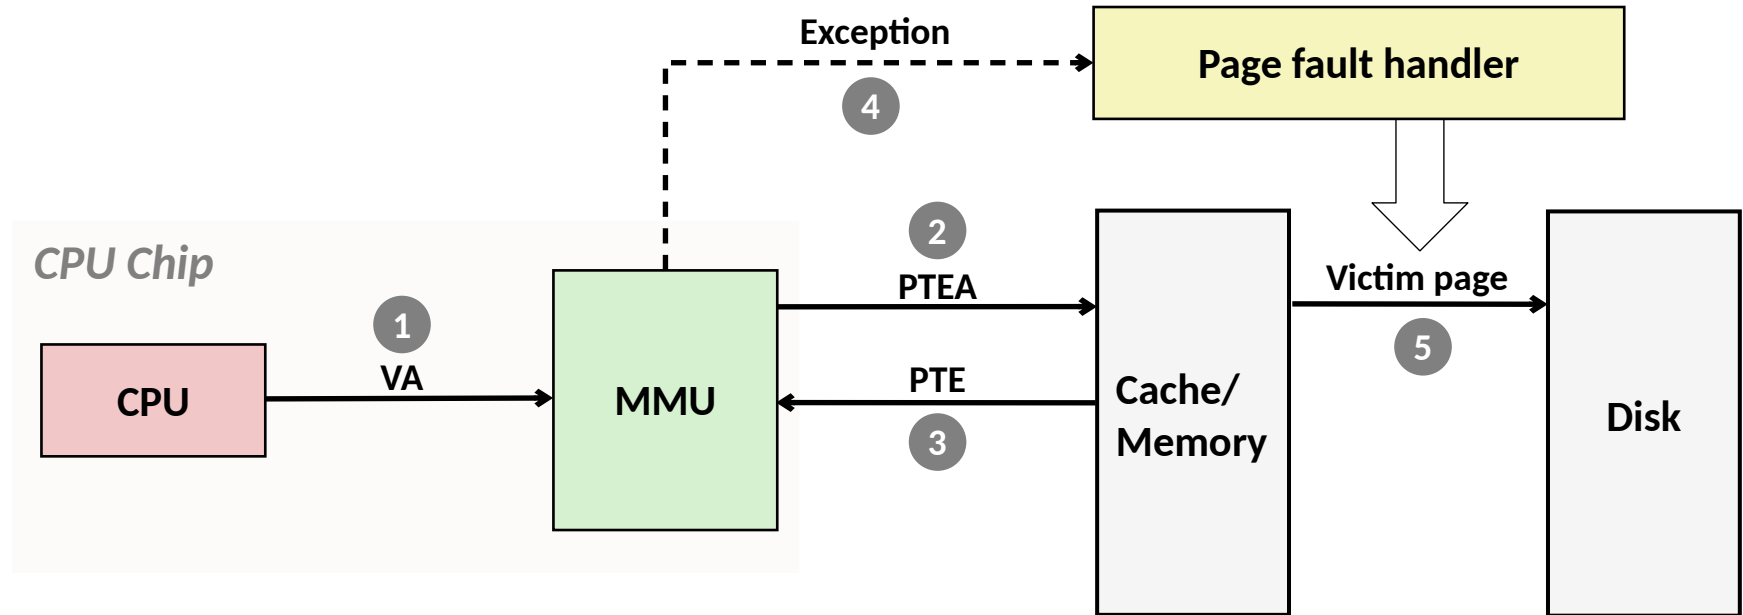 Exception
Page fault handler
4
2
CPU Chip
PTEA
Victim page
1
5
VA
PTE
CPU
MMU
Cache/
Memory
Disk
3